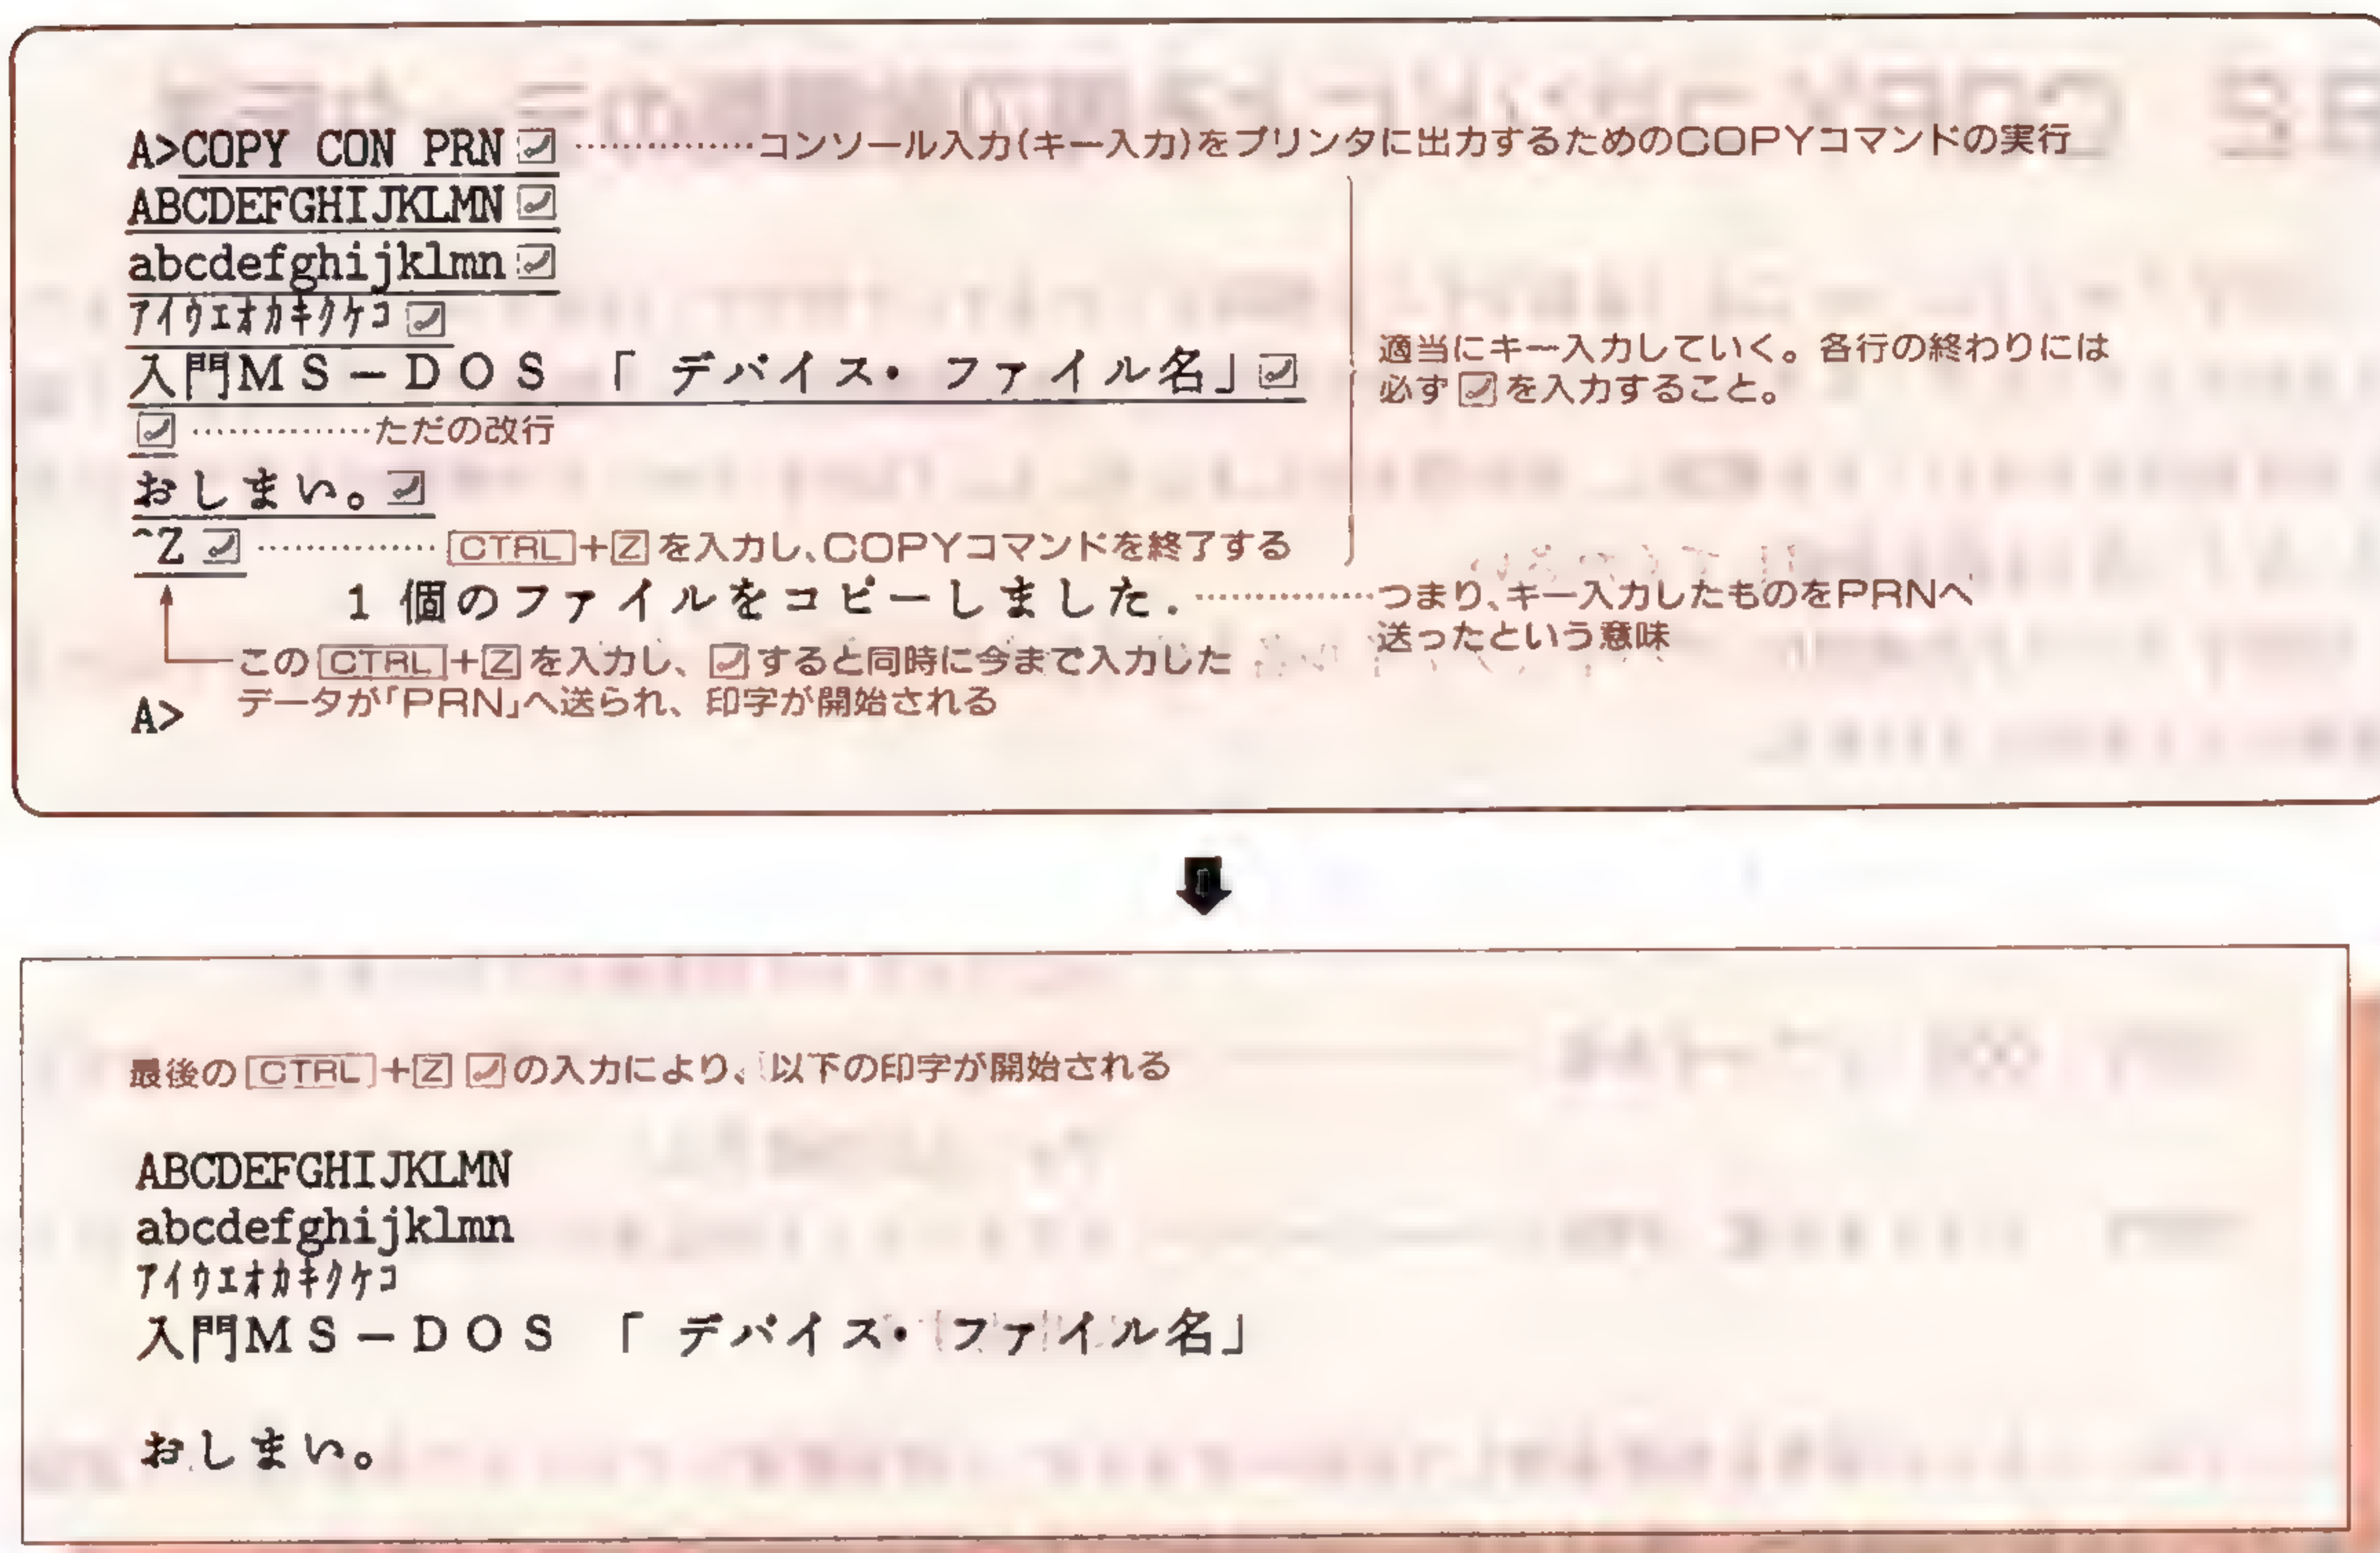 A>COPY CON PRN↵……………コンソール入力(キー入力)をプリンタに出力するためのCOPYコマンドの実行
ABCDEFGHIJKLMN↵
abcdefghijklmn↵
ｱｲｳｴｵｶｷｸｹｺ↵
入門ＭＳ－ＤＯＳ 「デバイス・ファイル名」↵
適当にキー入力していく。各行の終わりには
必ず↵を入力すること。
↵……………ただの改行
おしまい。↵
^Z↵……………CTRL+Zを入力し、COPYコマンドを終了する
1 個のファイルをコピーしました.……………つまり、キー入力したものをPRNへ
送ったという意味
このCTRL+Zを入力し、↵すると同時に今まで入力した
データが「PRN」へ送られ、印字が開始される
A>
最後のCTRL+Z↵の入力により、以下の印字が開始される
ABCDEFGHIJKLMN
abcdefghijklmn
ｱｲｳｴｵｶｷｸｹｺ
入門ＭＳ－ＤＯＳ 「デバイス・ファイル名」
おしまい。